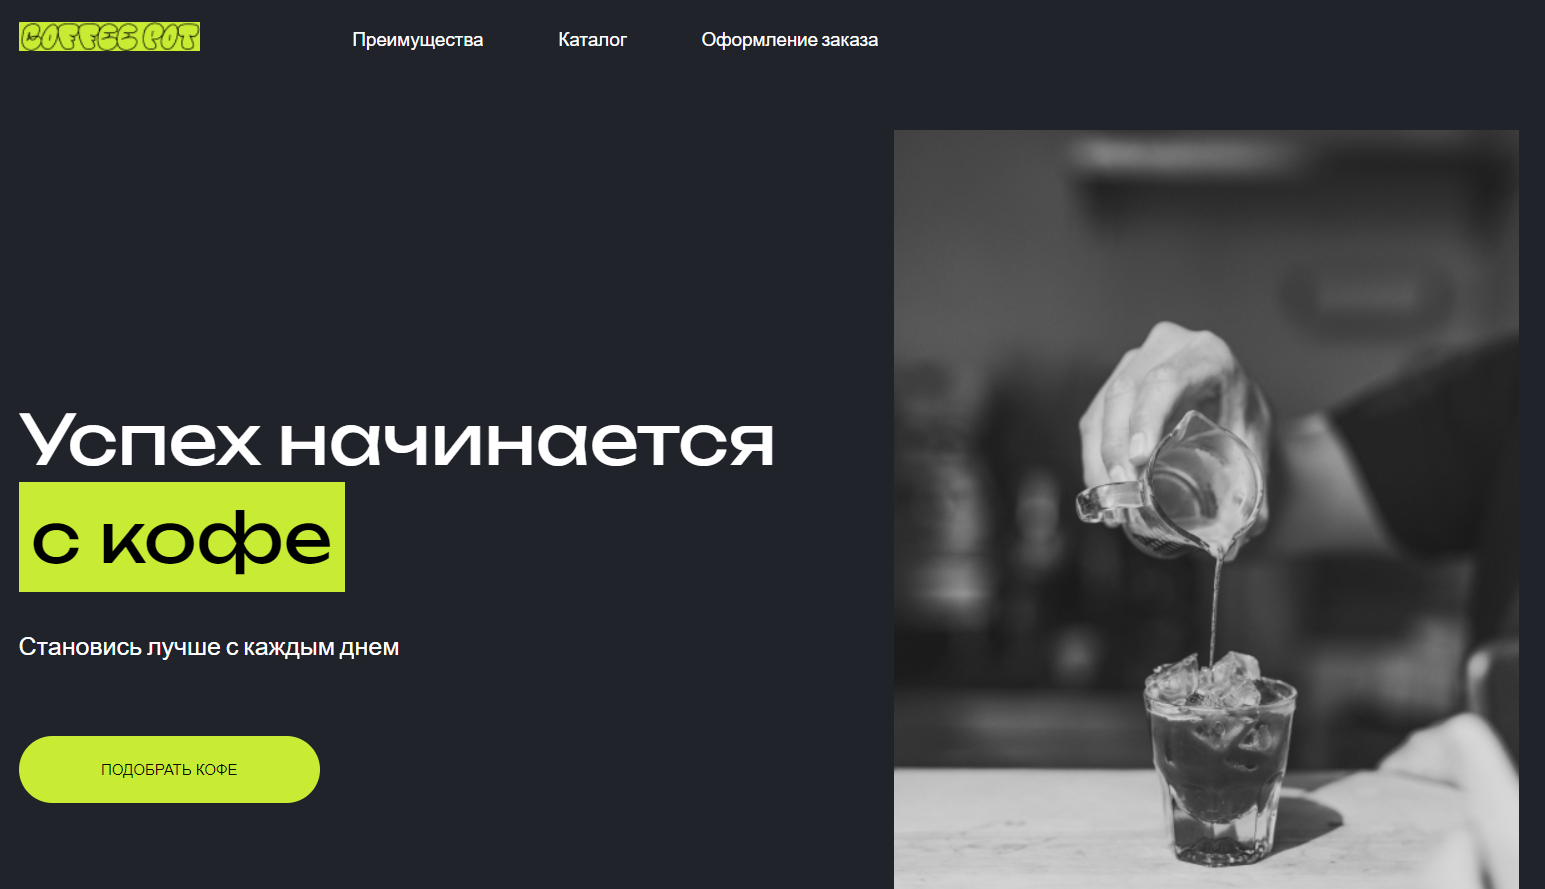 COFFEE POT
Преимущества
Каталог
Оформление заказа
Успех начинается
с кофе
Становись лучше с каждым днем
ПОДОБРАТЬ КОФЕ